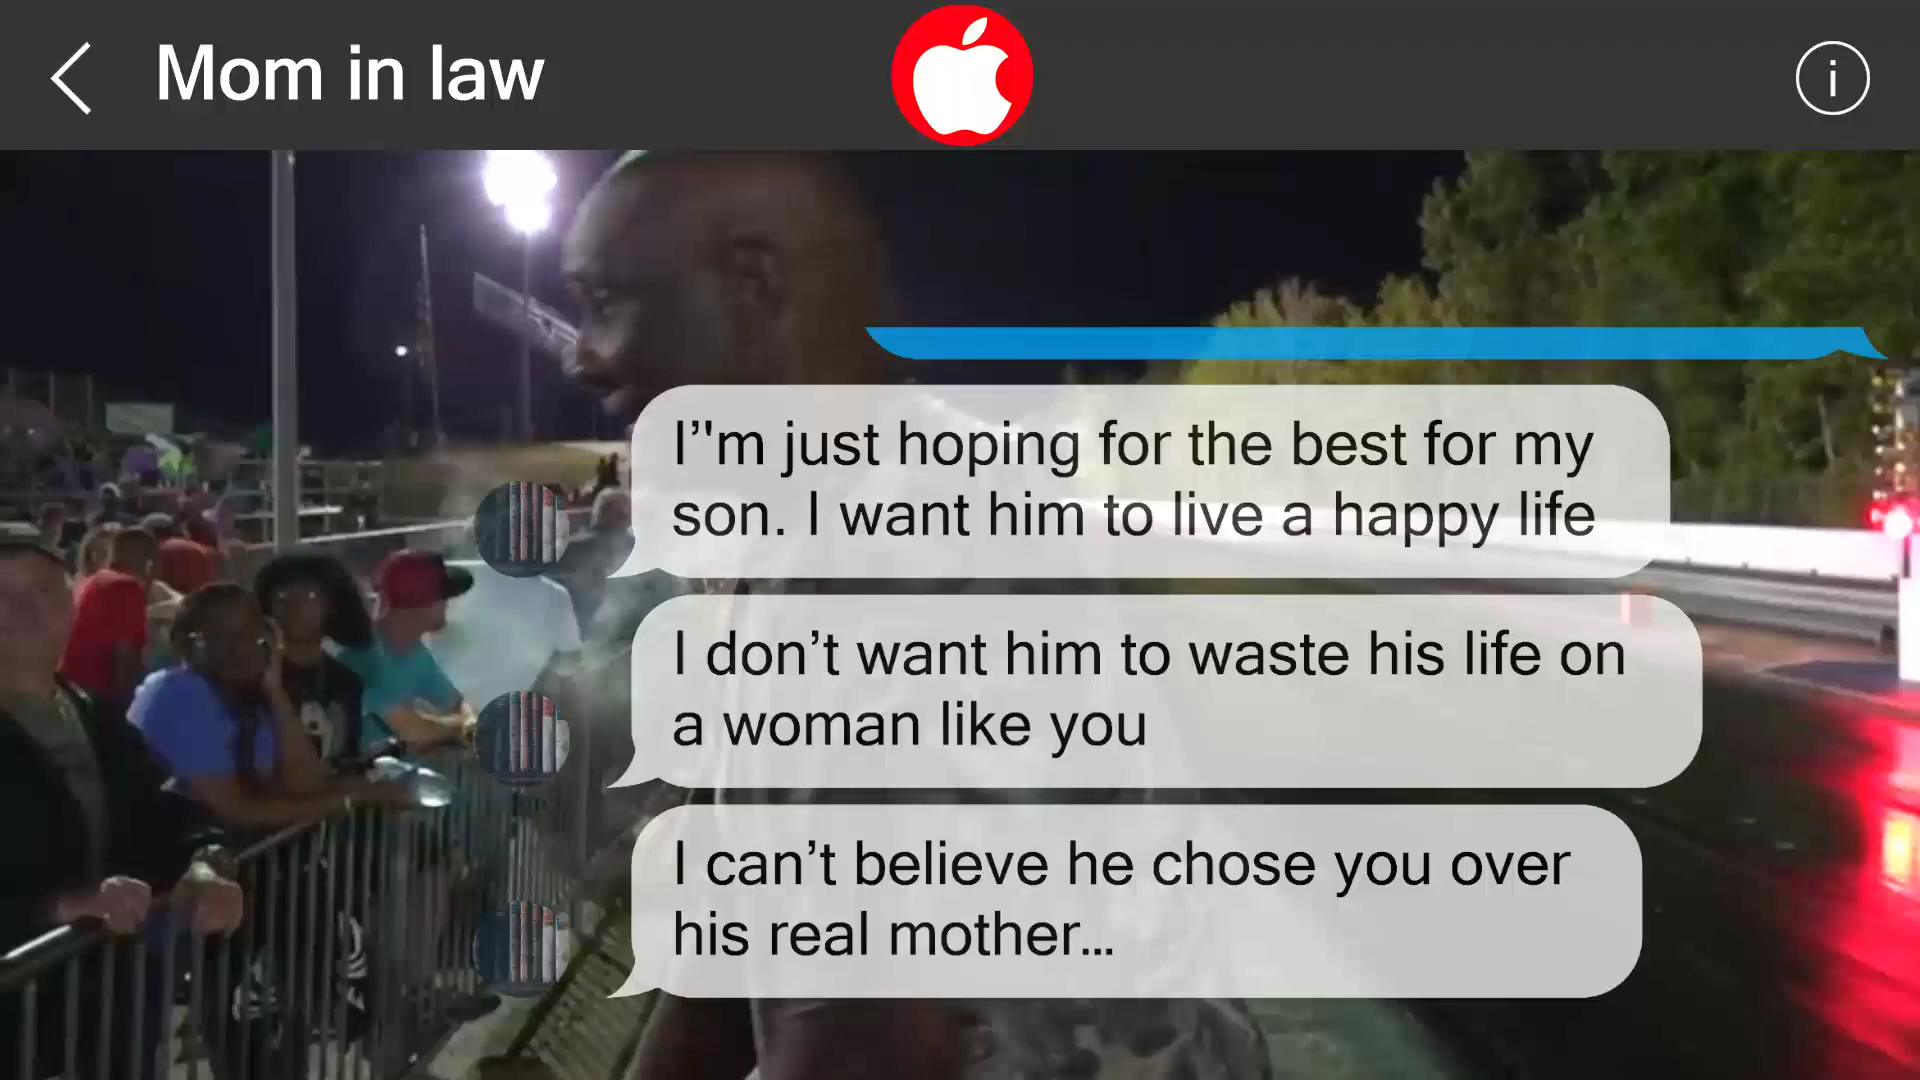 Mom in law
i
I’'m just hoping for the best for my
son. I want him to live a happy life
I don’t want him to waste his life on
a woman like you
I can’t believe he chose you over
his real mother...